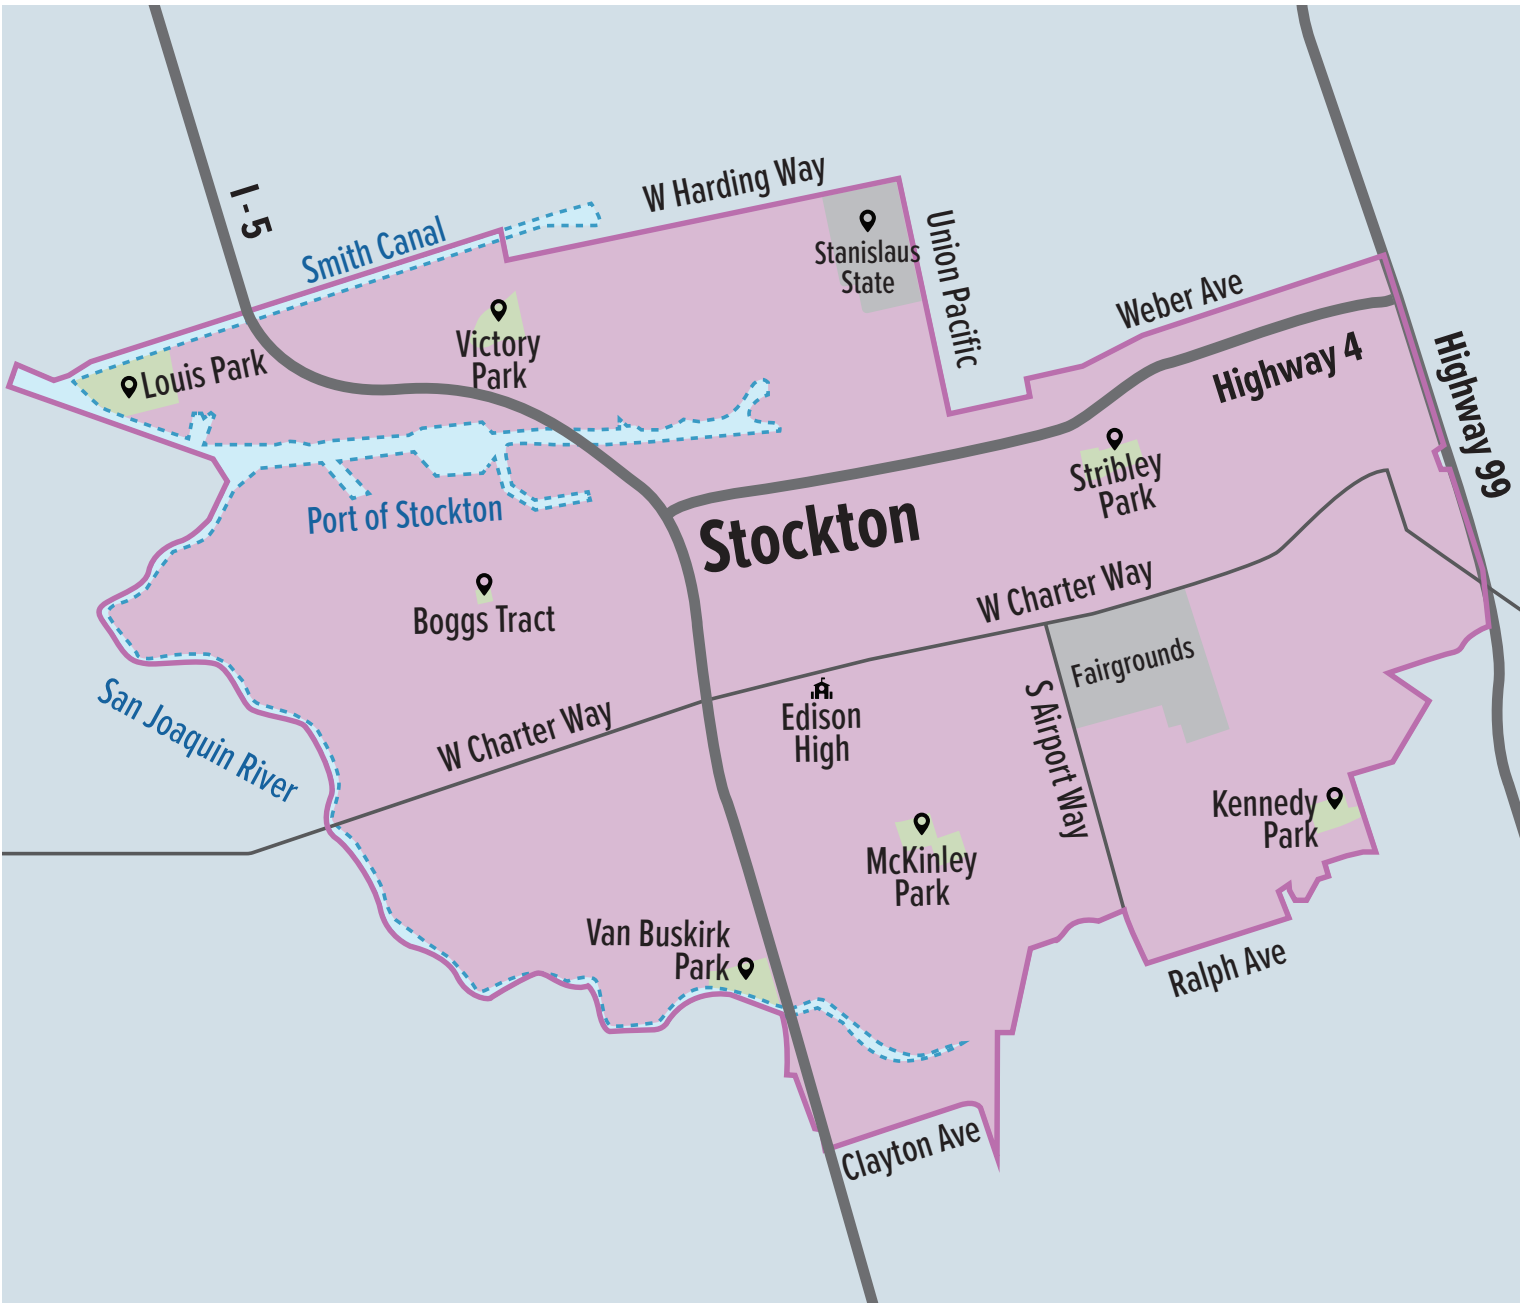 I - 5
W Harding Way
Smith Canal
Stanislaus
State
Union Pacific
Weber Ave
Victory
Park
Louis Park
Highway 4
Highway 99
Stribley
Park
Port of Stockton
Stockton
Boggs Tract
W Charter Way
Fairgrounds
San Joaquin River
W Charter Way
Edison
High
S Airport Way
Kennedy
Park
McKinley
Park
Van Buskirk
Park
Ralph Ave
Clayton Ave